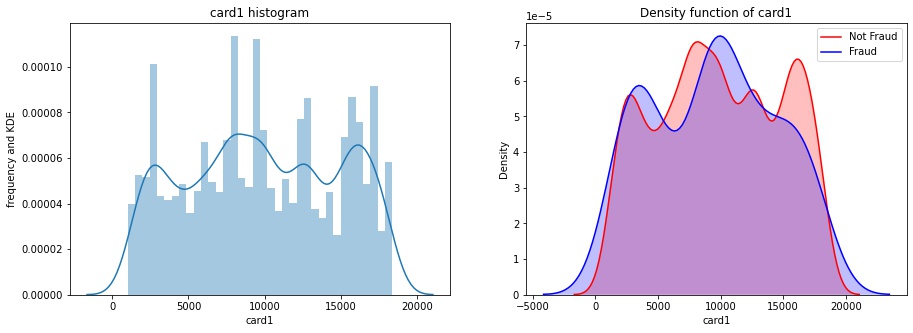 card1 histogram
frequency and KDE
0.00010
0.00008
0.00006
0.00004
0.00002
0.00000
0 5000 10000 15000 20000
card1
Density function of card1
1e−5
Density
7
6
5
4
3
2
1
0
−5000 0 5000 10000 15000 20000
card1
Not Fraud
Fraud